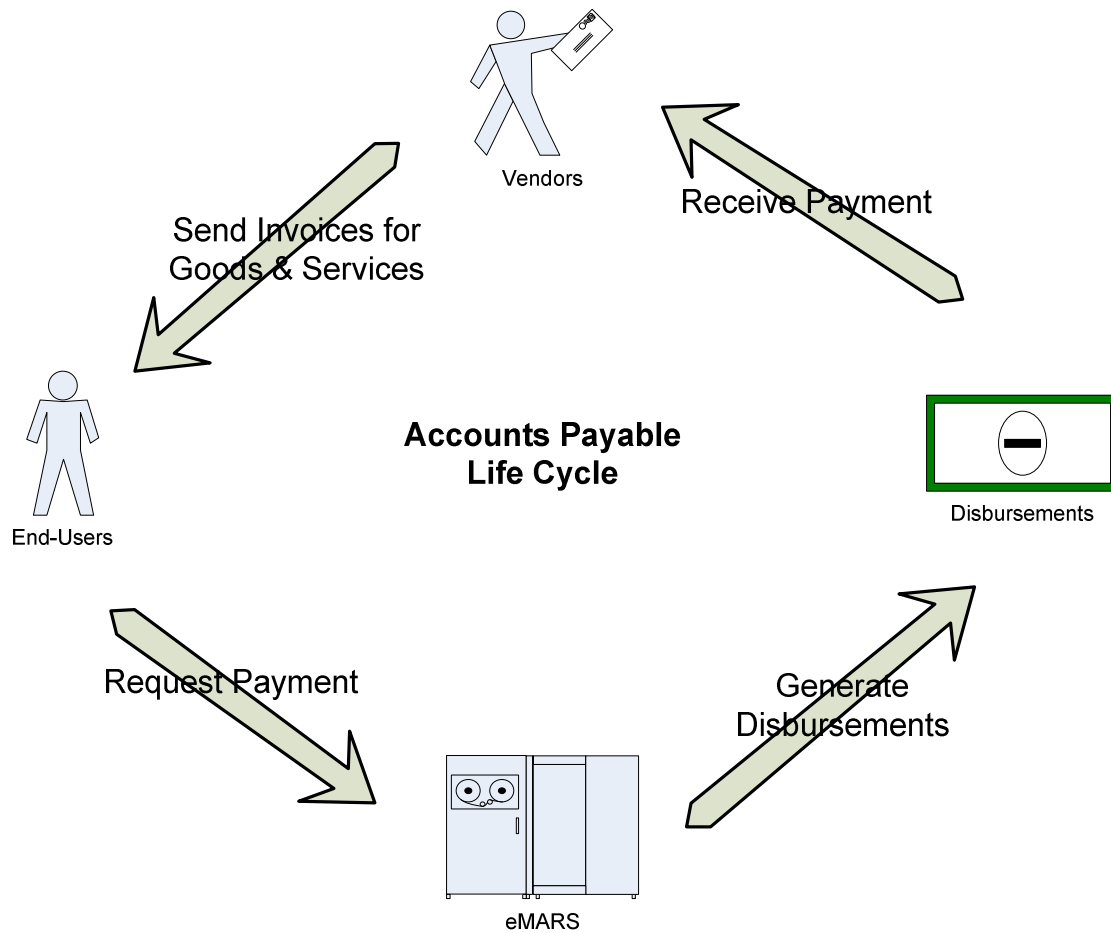 Vendors
Receive Payment
Send Invoices for
Goods & Services
Accounts Payable
Life Cycle
Disbursements
End-Users
Request Payment
Generate
Disbursements
eMARS